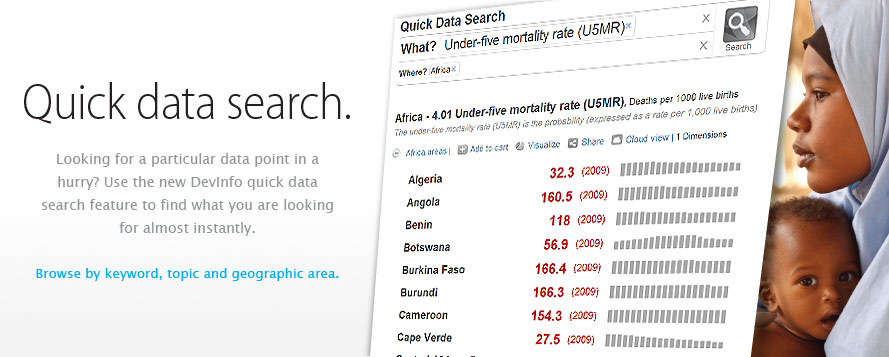 Quick data search.
Looking for a particular data point in a
hurry? Use the new DevInfo quick data
search feature to find what you are looking
for almost instantly.
Browse by keyword, topic and geographic area.
Quick Data Search
What? Under-five mortality rate (U5MR)x X
Search
Where? Africa x X
Africa - 4.01 Under-five mortality rate (U5MR), Deaths per 1000 live births
The under-five mortality rate (U5MR) is the probability (expressed as a rate per 1,000 live births)
Africa areas | Add to cart Visualize Share Cloud view | 1 Dimensions
Algeria 32.3 (2009)
Angola 160.5 (2009)
Benin 118 (2009)
Botswana 56.9 (2009)
Burkina Faso 166.4 (2009)
Burundi 166.3 (2009)
Cameroon 154.3 (2009)
Cape Verde 27.5 (2009)